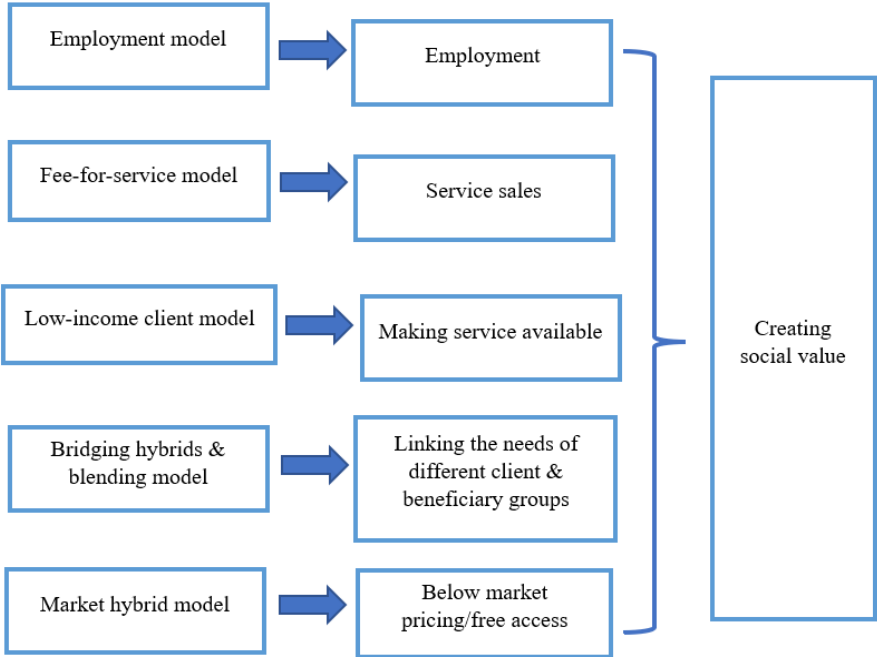 Employment model
Employment
Fee-for-service model
Service sales
Low-income client model
Making service available
Bridging hybrids &
blending model
Linking the needs of
different client &
beneficiary groups
Market hybrid model
Below market
pricing/free access
Creating
social value